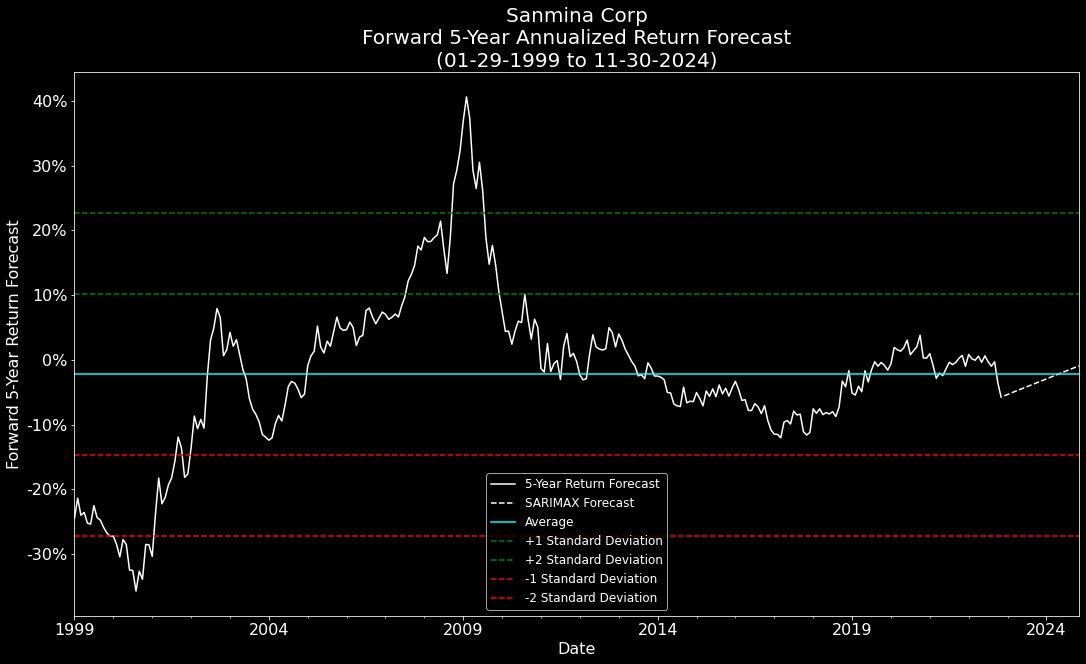 Sanmina Corp
Forward 5-Year Annualized Return Forecast
(01-29-1999 to 11-30-2024)
Forward 5-Year Return Forecast
40%
30%
20%
10%
0%
-10%
-20%
-30%
5-Year Return Forecast
SARIMAX Forecast
Average
+1 Standard Deviation
+2 Standard Deviation
-1 Standard Deviation
-2 Standard Deviation
1999 2004 2009 2014 2019 2024
Date